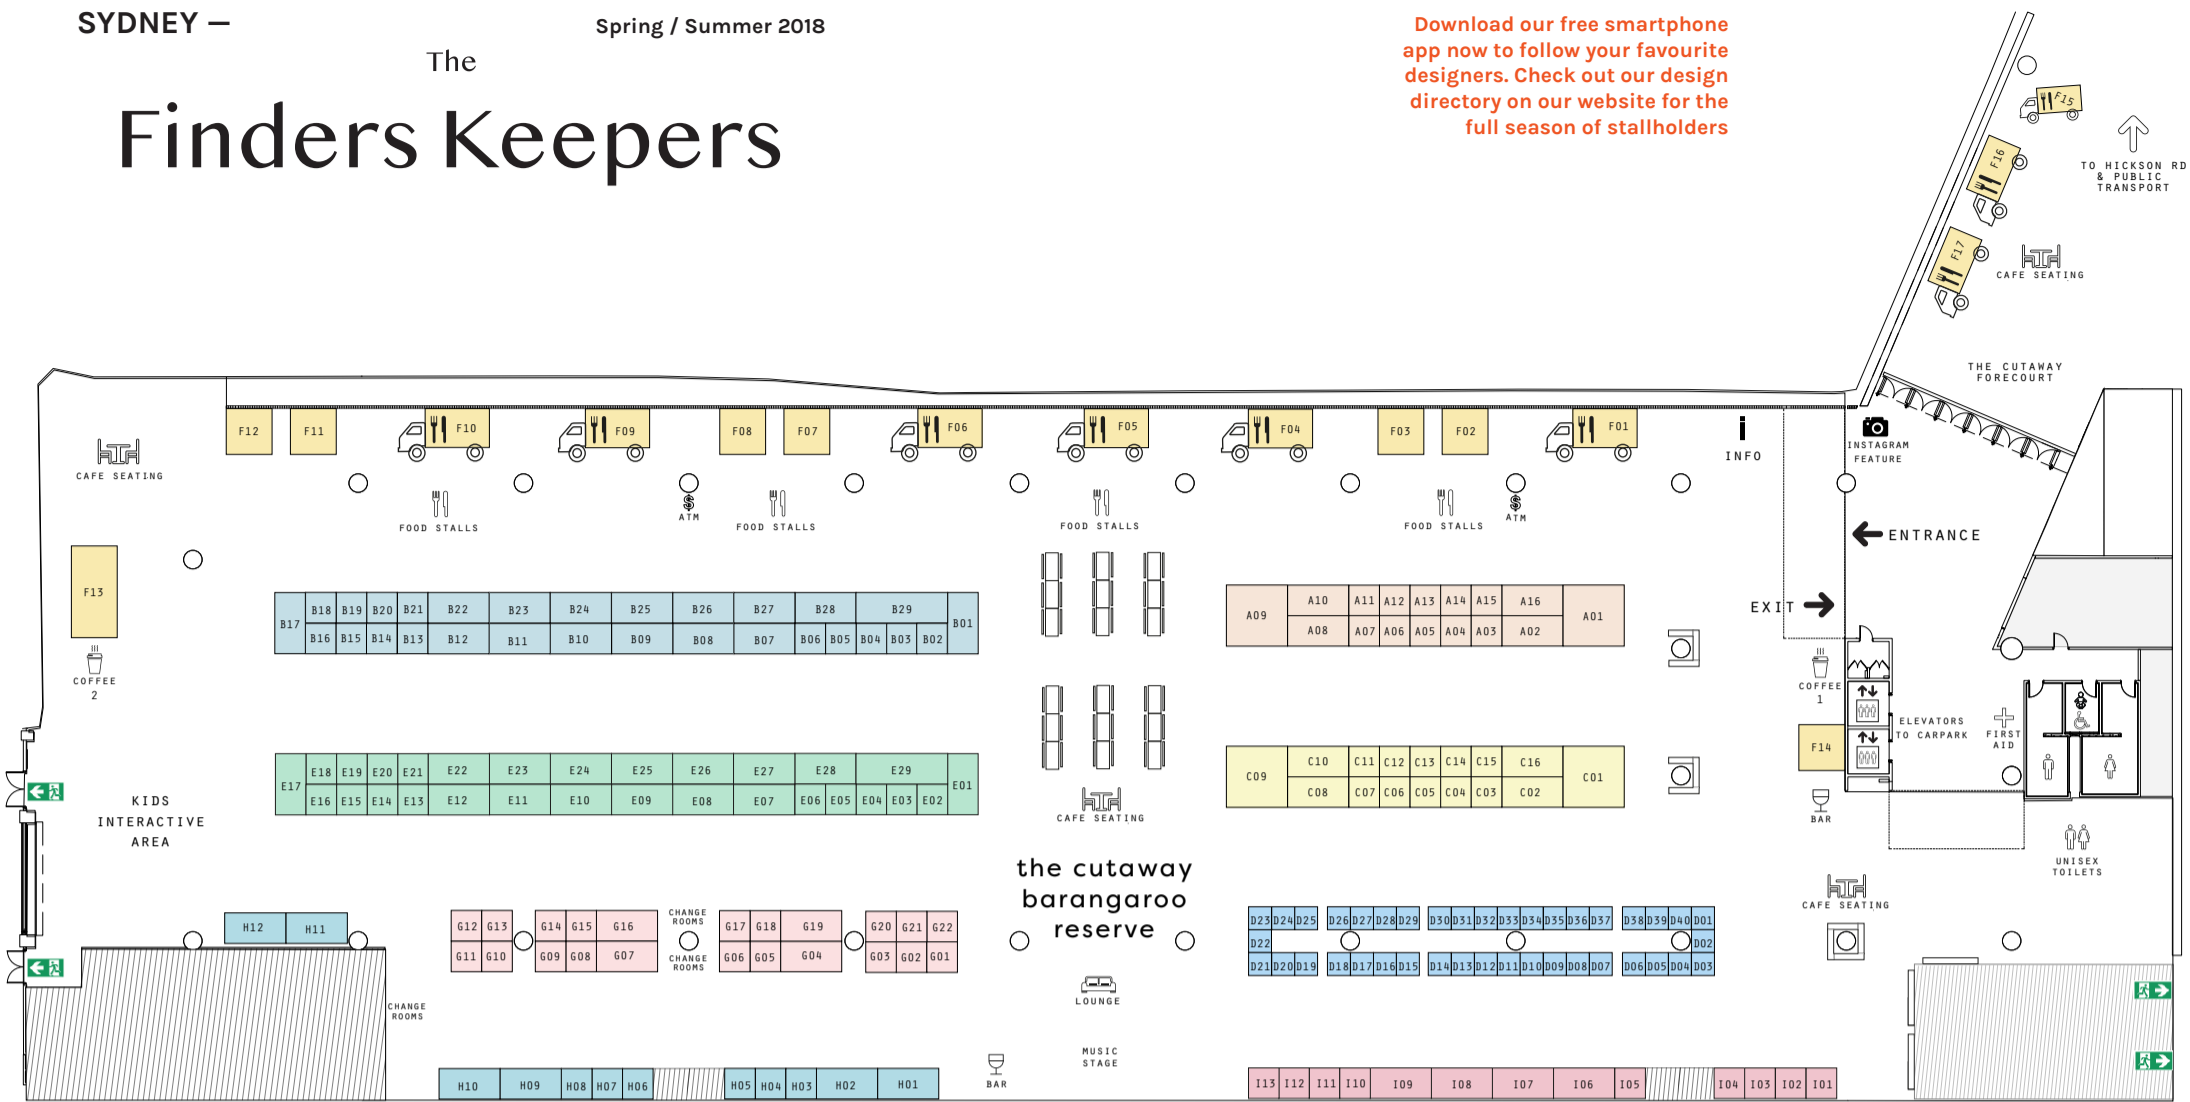 SYDNEY —
Spring / Summer 2018
The
Finders Keepers
Download our free smartphone
app now to follow your favourite
designers. Check out our design
directory on our website for the
full season of stallholders
F15
F16
F17
TO HICKSON RD
& PUBLIC
TRANSPORT
CAFE SEATING
THE CUTAWAY
FORECOURT
F12 F11 F10 F09 F08 F07 F06 F05 F04 F03 F02 F01
INFO
INSTAGRAM
FEATURE
CAFE SEATING
FOOD STALLS
ATM
FOOD STALLS
FOOD STALLS
FOOD STALLS
ATM
ENTRANCE
EXIT
F13
COFFEE
2
B17 B18 B19 B20 B21 B22 B23 B24 B25 B26 B27 B28 B29 B01
B16 B15 B14 B13 B12 B11 B10 B09 B08 B07 B06 B05 B04 B03 B02
A09 A10 A11 A12 A13 A14 A15 A16 A01
A08 A07 A06 A05 A04 A03 A02
COFFEE
1
F14
ELEVATORS
TO CARPARK
FIRST
AID
BAR
UNISEX
TOILETS
E17 E18 E19 E20 E21 E22 E23 E24 E25 E26 E27 E28 E29 E01
E16 E15 E14 E13 E12 E11 E10 E09 E08 E07 E06 E05 E04 E03 E02
C09 C10 C11 C12 C13 C14 C15 C16 C01
C08 C07 C06 C05 C04 C03 C02
CAFE SEATING
KIDS
INTERACTIVE
AREA
the cutaway
barangaroo
reserve
CAFE SEATING
H12 H11
G12 G13 G14 G15 G16
CHANGE
ROOMS
G17 G18 G19 G20 G21 G22
G11 G10 G09 G08 G07
CHANGE
ROOMS
G06 G05 G04 G03 G02 G01
D23 D24 D25 D26 D27 D28 D29 D30 D31 D32 D33 D34 D35 D36 D37 D38 D39 D40 D01
D22 D02
D21 D20 D19 D18 D17 D16 D15 D14 D13 D12 D11 D10 D09 D08 D07 D06 D05 D04 D03
CHANGE
ROOMS
LOUNGE
MUSIC
STAGE
BAR
H10 H09 H08 H07 H06 H05 H04 H03 H02 H01
I13 I12 I11 I10 I09 I08 I07 I06 I05 I04 I03 I02 I01